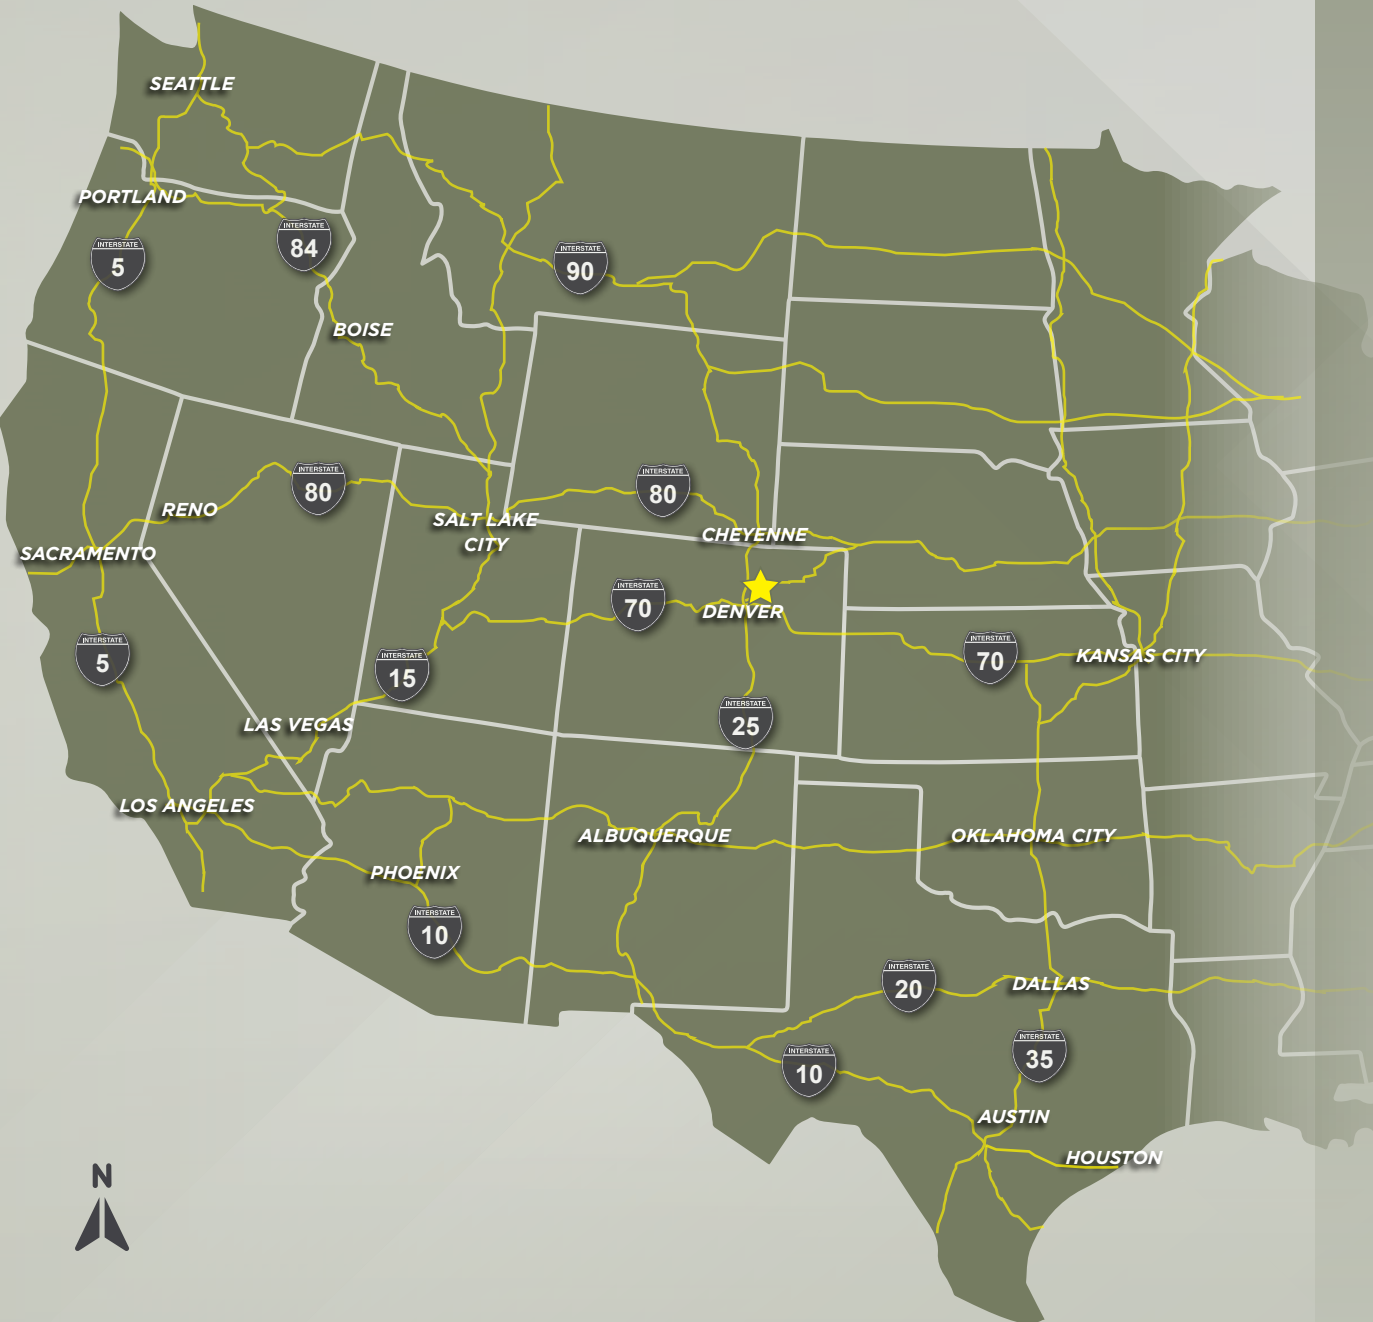 SEATTLE
PORTLAND
INTERSTATE
5
INTERSTATE
84
INTERSTATE
90
BOISE
INTERSTATE
80
INTERSTATE
80
RENO
SALT LAKE
CITY
CHEYENNE
SACRAMENTO
INTERSTATE
70
DENVER
INTERSTATE
5
INTERSTATE
15
INTERSTATE
70
KANSAS CITY
LAS VEGAS
INTERSTATE
25
LOS ANGELES
ALBUQUERQUE
OKLAHOMA CITY
PHOENIX
INTERSTATE
10
INTERSTATE
20
DALLAS
INTERSTATE
10
INTERSTATE
35
AUSTIN
HOUSTON
N